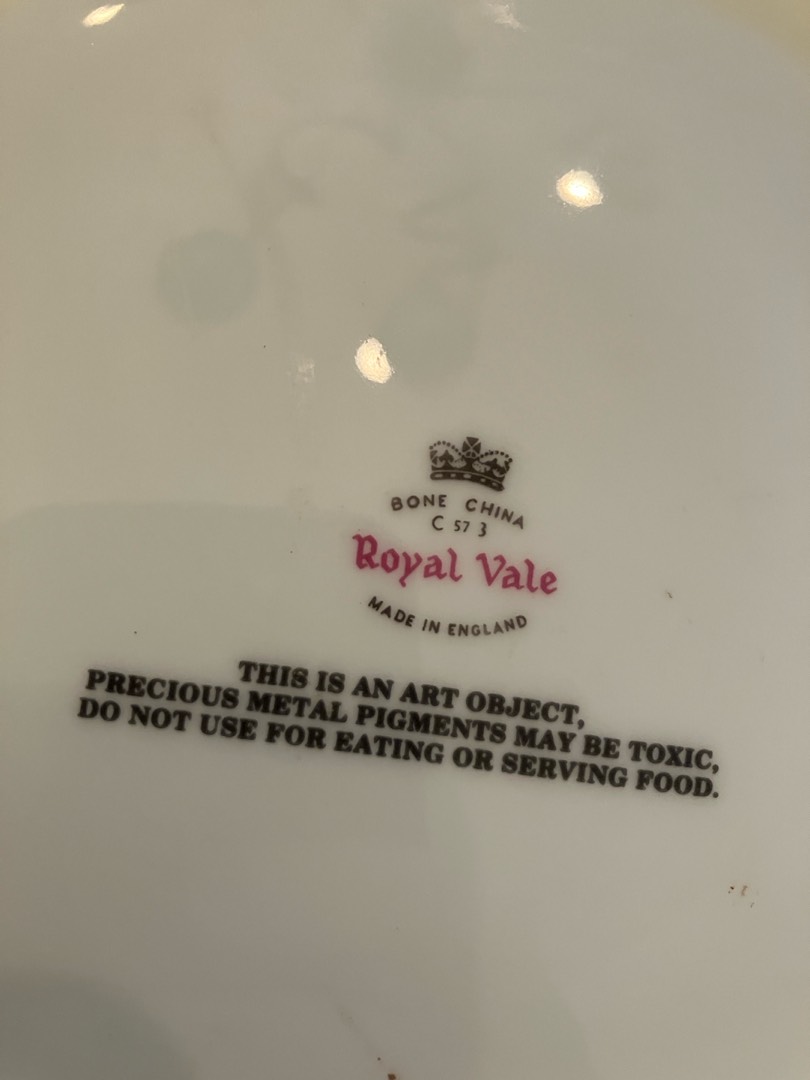 BONE CHINA
C 57 3
Royal Vale
MADE IN ENGLAND
THIS IS AN ART OBJECT,
PRECIOUS METAL PIGMENTS MAY BE TOXIC,
DO NOT USE FOR EATING OR SERVING FOOD.